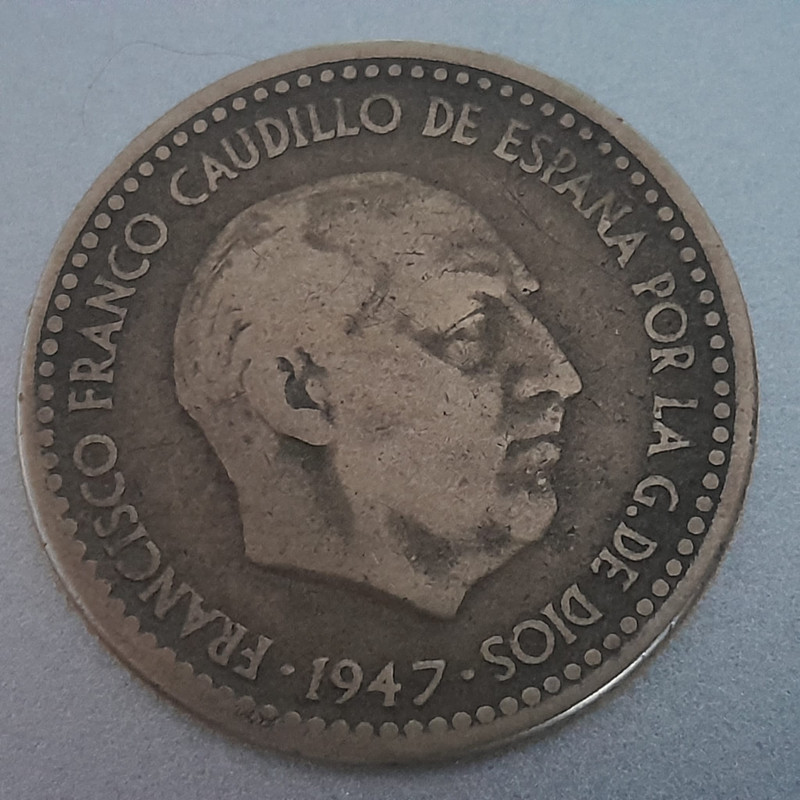 FRANCISCO FRANCO CAUDILLO DE ESPAÑA POR LA G. DE DIOS
· 1947 ·